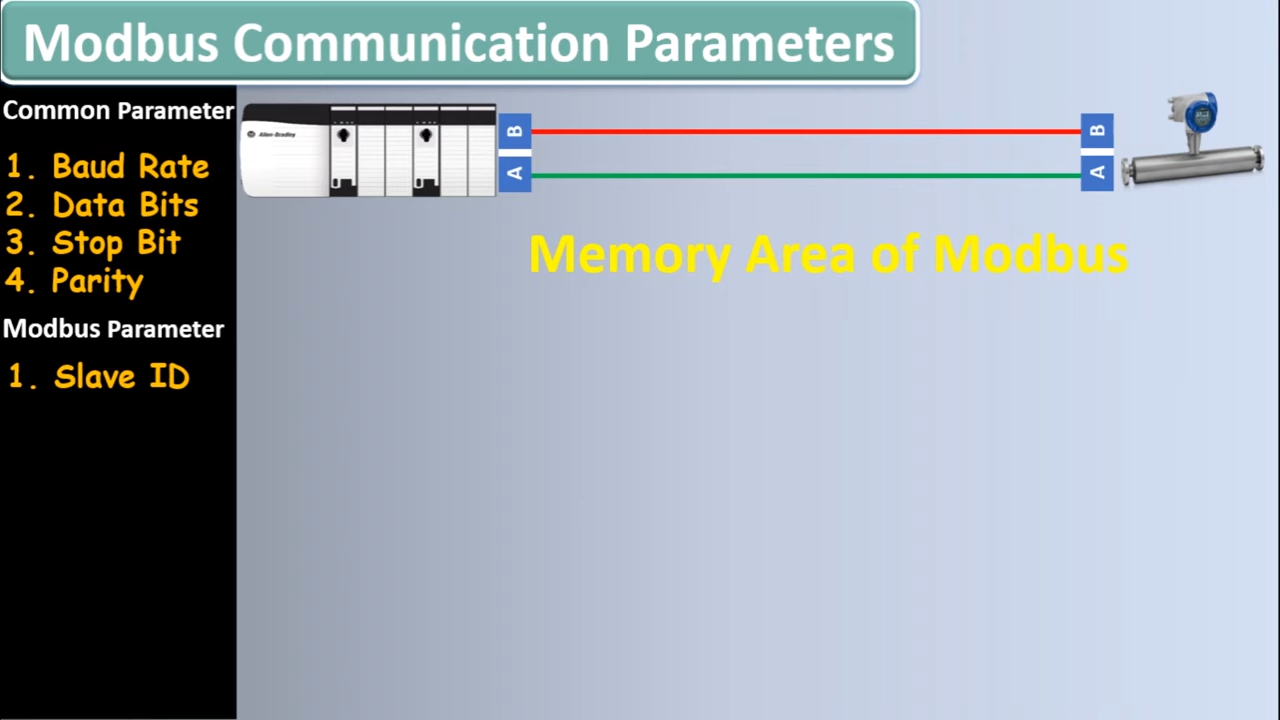 Modbus Communication Parameters
Common Parameter
1. Baud Rate
2. Data Bits
3. Stop Bit
4. Parity
Modbus Parameter
1. Slave ID
Allen-Bradley
B
A
B
A
Memory Area of Modbus